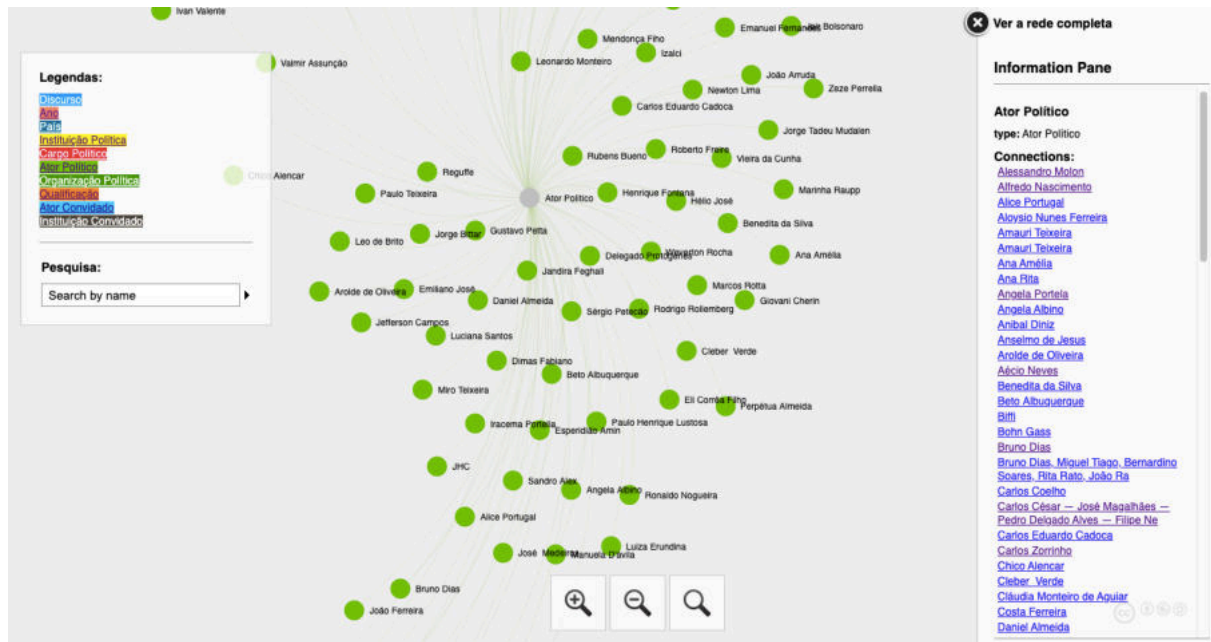 Ivan Valente
Emanuel Fernandes
Jair Bolsonaro
Mendonça Fiho
Izalci
Leonardo Monteiro
Valmir Assunção
João Arruda
Newton Lima
Zeze Perrella
Carlos Eduardo Cadoca
Jorge Tadeu Mudalen
Roberto Freire
Rubens Bueno
Vieira da Cunha
Reguffe
Chico Alencar
Paulo Teixeira
Ator Politico
Henrique Fontana
Hélio José
Marinha Raupp
Benedita da Silva
Leo de Brito
Jorge Bittar
Gustavo Petta
Delegado Protógenes
Weverton Rocha
Ana Amélia
Jandira Feghali
Marcos Rotta
Arolde de Oliveira
Emiliano José
Daniel Almeida
Sérgio Petecão
Rodrigo Rollemberg
Giovani Cherin
Jefferson Campos
Luciana Santos
Cleber Verde
Dimas Fabiano
Beto Albuquerque
Miro Teixeira
Eli Corrêa Filho
Perpétua Almeida
Iracema Portella
Esperidião Amin
Paulo Henrique Lustosa
JHC
Sandro Alex
Angela Albino
Ronaldo Nogueira
Alice Portugal
José Medeiros
Manuela D'ávila
Luiza Erundina
Bruno Dias
João Ferreira
Legendas:
Discurso
Ano
País
Instituição Política
Cargo Político
Ator Político
Organização Política
Qualificação
Ator Convidado
Instituição Convidado
Pesquisa:
Search by name
Ver a rede completa
Information Pane
Ator Político
type: Ator Politico
Connections:
Alessandro Molon
Alfredo Nascimento
Alice Portugal
Aloysio Nunes Ferreira
Amauri Teixeira
Amauri Teixeira
Ana Amélia
Ana Rita
Angela Portela
Angela Albino
Anibal Diniz
Anselmo de Jesus
Arolde de Oliveira
Aécio Neves
Benedita da Silva
Beto Albuquerque
Biffi
Bohn Gass
Bruno Dias
Bruno Dias, Miguel Tiago, Bernardino
Soares, Rita Rato, João Ra
Carlos Coelho
Carlos César — José Magalhães —
Pedro Delgado Alves — Filipe Ne
Carlos Eduardo Cadoca
Carlos Zorrinho
Chico Alencar
Cleber Verde
Cláudia Monteiro de Aguiar
Costa Ferreira
Daniel Almeida
cc